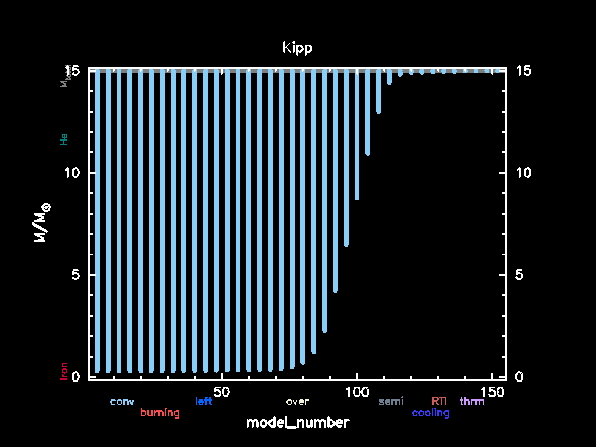 Kipp
15 15
He
10 10
M/M☉
5 5
Iron
0 0
50 100 150
conv left over semi RTI thrm
burning cooling
model_number